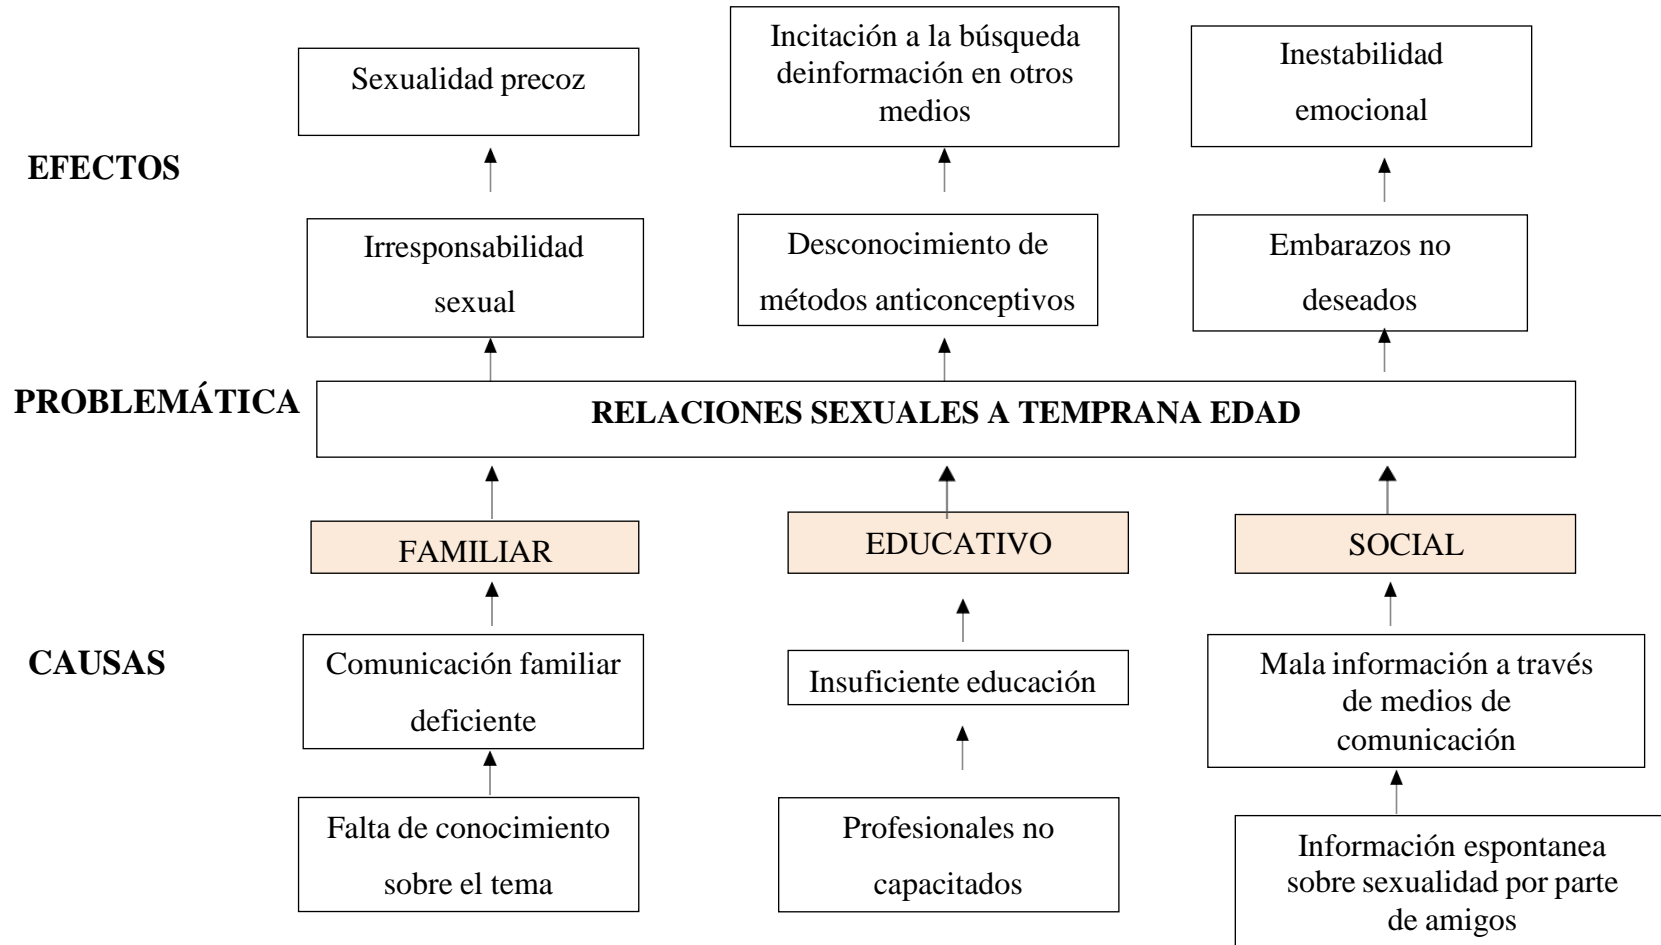 Sexualidad precoz
Incitación a la búsqueda
deinformación en otros
medios
Inestabilidad
emocional
EFECTOS
Irresponsabilidad
sexual
Desconocimiento de
métodos anticonceptivos
Embarazos no
deseados
PROBLEMÁTICA
RELACIONES SEXUALES A TEMPRANA EDAD
FAMILIAR
EDUCATIVO
SOCIAL
CAUSAS
Comunicación familiar
deficiente
Insuficiente educación
Mala información a través
de medios de
comunicación
Falta de conocimiento
sobre el tema
Profesionales no
capacitados
Información espontanea
sobre sexualidad por parte
de amigos